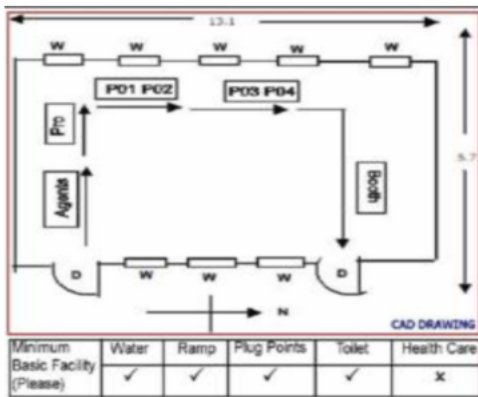 13.1
W W W W W
P01 P02 P03 P04
Pro
5.7
Agents
Booth
D W W W D
N
CAD DRAWING
Minimum Basic Facility (Please) Water Ramp Plug Points Toilet Health Care
✓ ✓ ✓ ✓ x